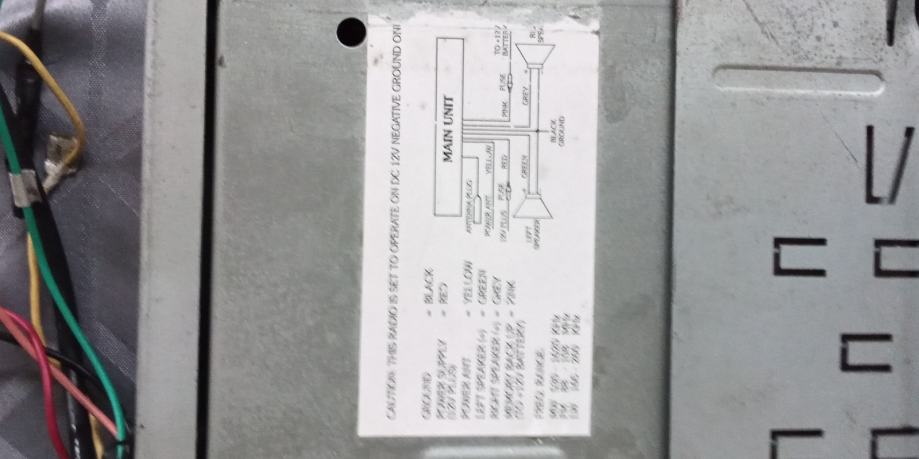 CAUTION: THIS RADIO IS SET TO OPERATE ON DC 12V NEGATIVE GROUND ONL
MAIN UNIT
ANTENNA PLUG
POWER ANT.
YELLOW
12V PLUS
FUSE
RED
LEFT
SPEAKER
GREEN
BLACK
GROUND
GREY
PINK
FUSE
TO +12V
BATTERY
GROUND = BLACK
POWER SUPPLY = RED
(12V PLUS)
POWER ANT = YELLOW
LEFT SPEAKER (+) = GREEN
RIGHT SPEAKER (+) = GREY
MEMORY BACK UP = PINK
(TO +12V BATTERY)
FREQ. RANGE
MW KHz
FM 88 - 108 MHz
LW KHz